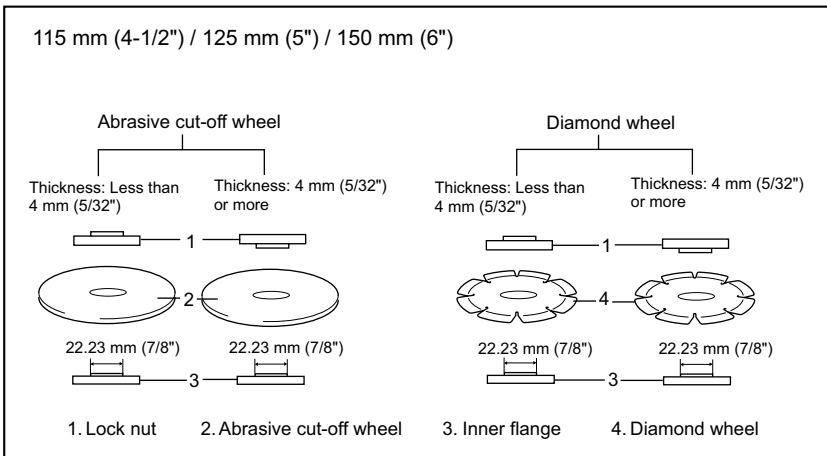 115 mm (4-1/2") / 125 mm (5") / 150 mm (6")
Abrasive cut-off wheel
Thickness: Less than
4 mm (5/32")
Thickness: 4 mm (5/32")
or more
1
2
22.23 mm (7/8")
22.23 mm (7/8")
3
Diamond wheel
Thickness: Less than
4 mm (5/32")
Thickness: 4 mm (5/32")
or more
1
4
22.23 mm (7/8")
22.23 mm (7/8")
3
1. Lock nut 2. Abrasive cut-off wheel 3. Inner flange 4. Diamond wheel